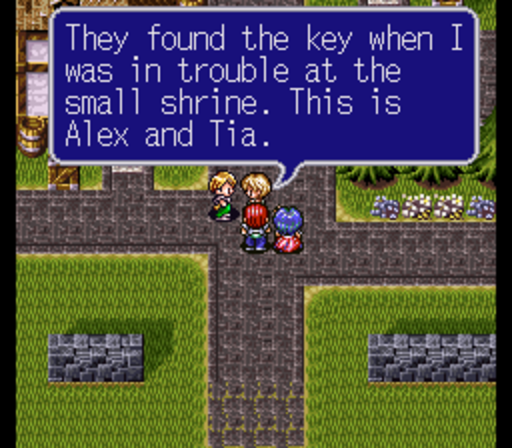 They found the key when I
was in trouble at the
small shrine. This is
Alex and Tia.